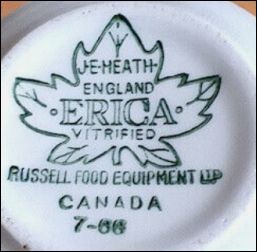 J·E·HEATH
ENGLAND
·ERICA·
VITRIFIED
RUSSELL FOOD EQUIPMENT LTD
CANADA
7-66